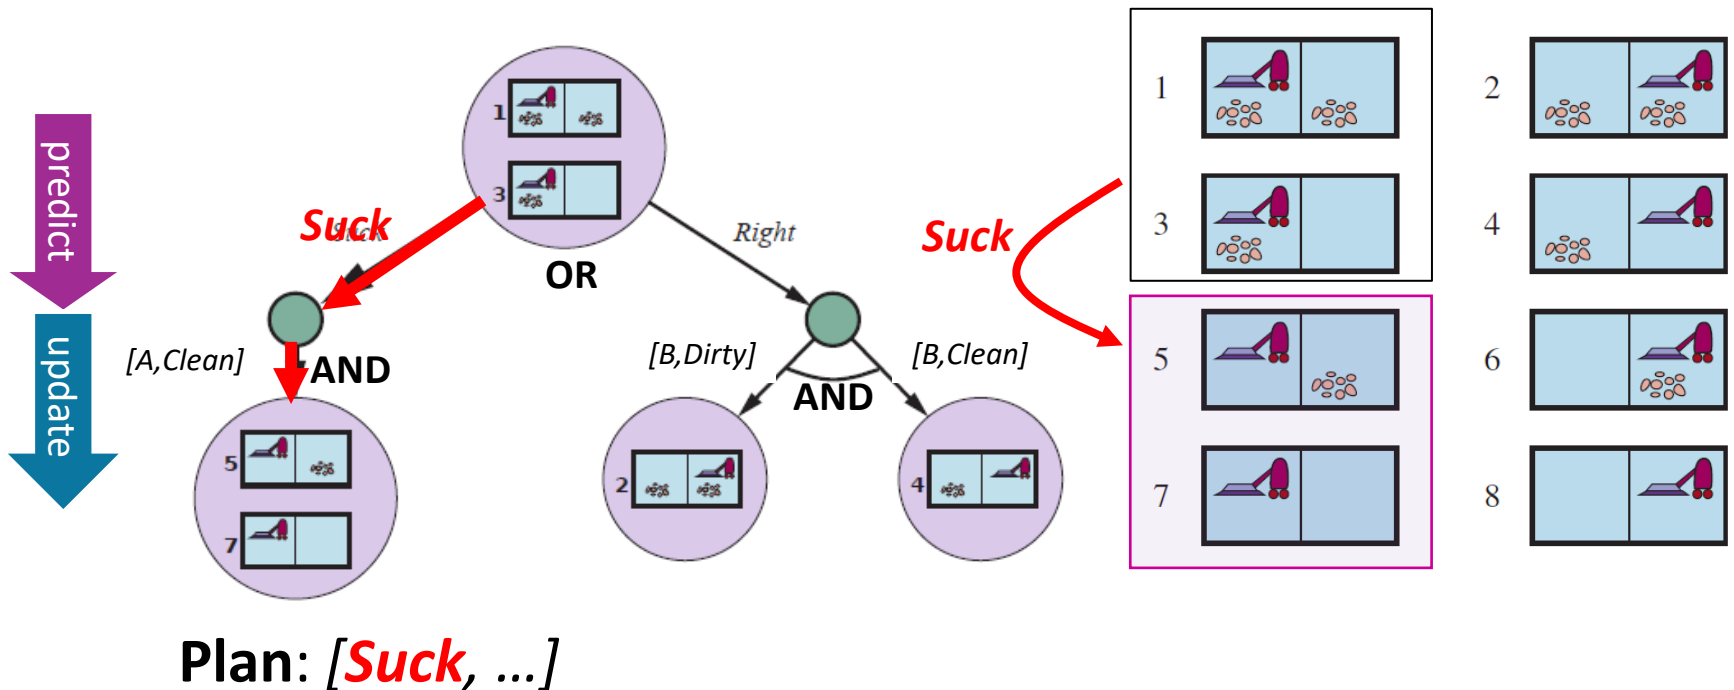 predict
update
1
3
Suck
Suck
Right
OR
[A,Clean]
AND
[B,Dirty]
[B,Clean]
AND
5
7
2
4
Suck
1
2
3
4
5
6
7
8
Plan: [Suck, ...]